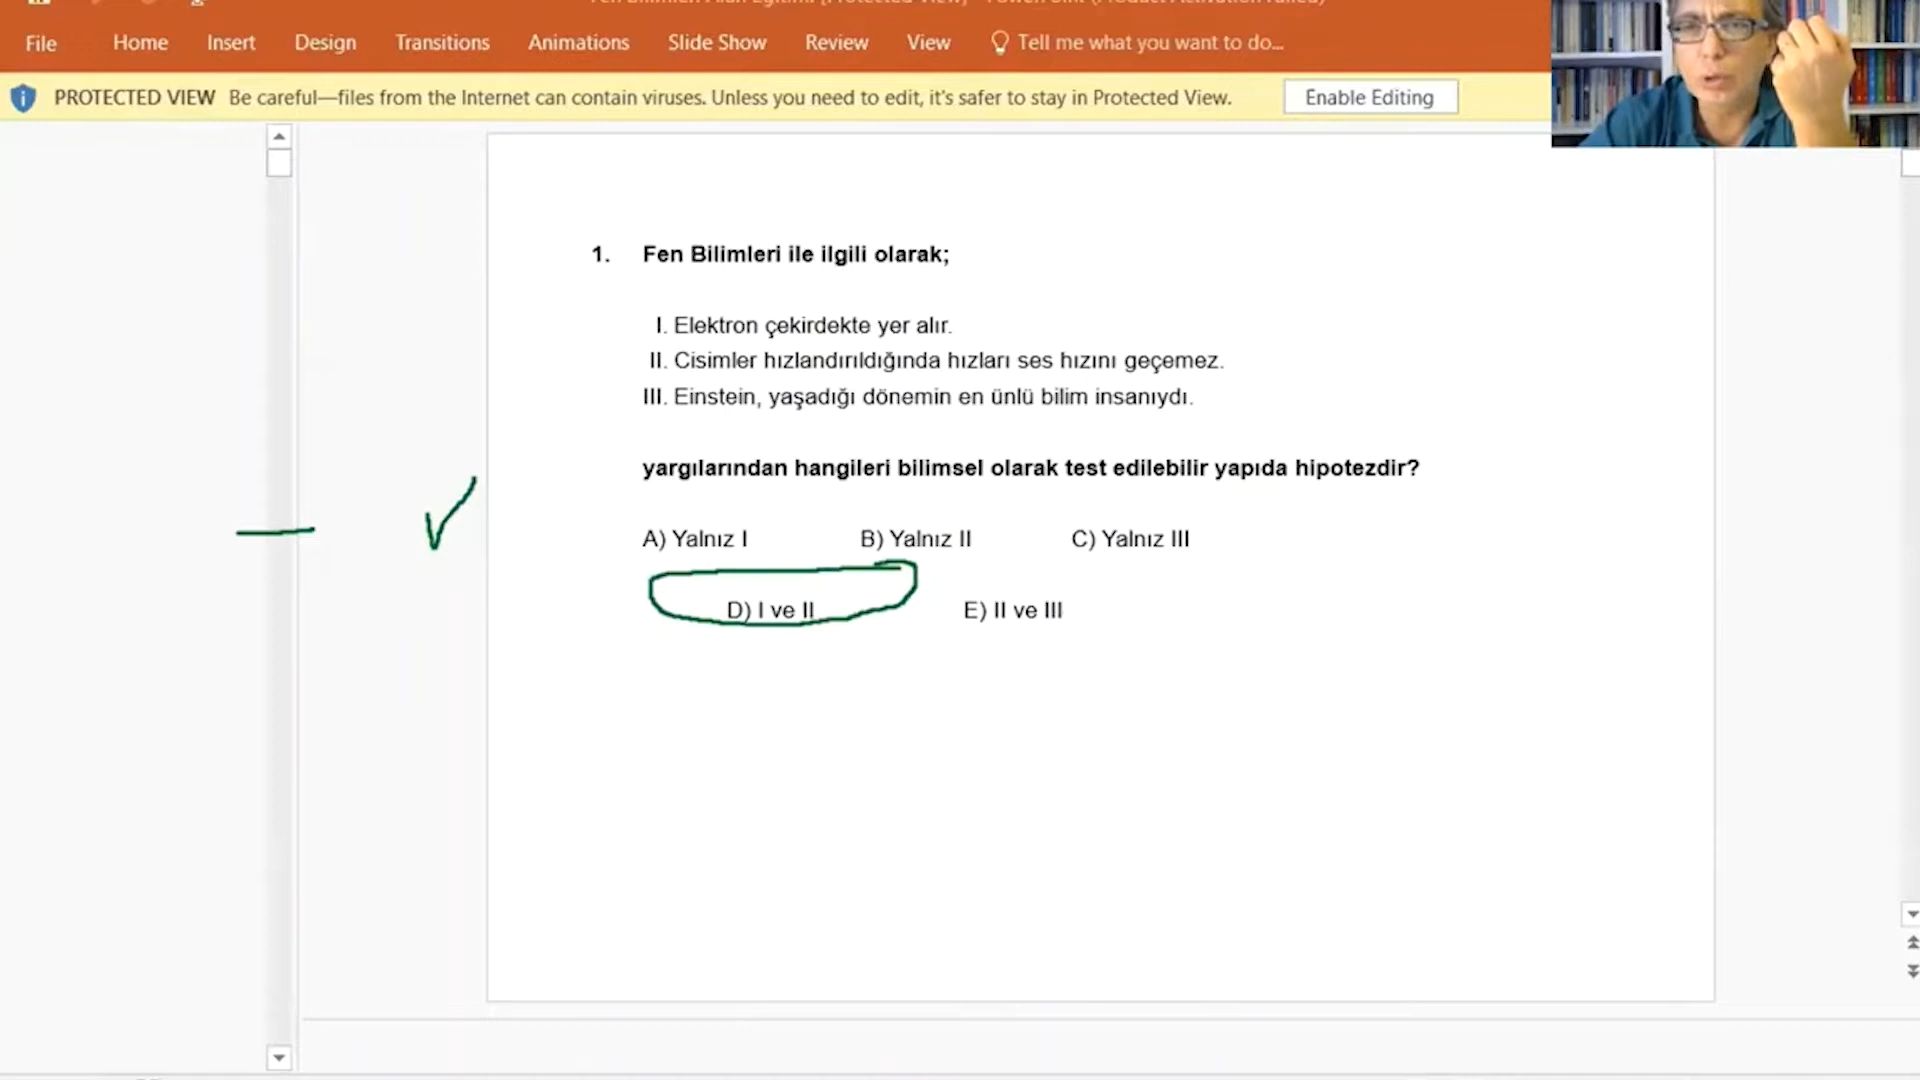 File Home Insert Design Transitions Animations Slide Show Review View Tell me what you want to do...
PROTECTED VIEW Be careful—files from the Internet can contain viruses. Unless you need to edit, it's safer to stay in Protected View. Enable Editing
1. Fen Bilimleri ile ilgili olarak;
I. Elektron çekirdekte yer alır.
II. Cisimler hızlandırıldığında hızları ses hızını geçemez.
III. Einstein, yaşadığı dönemin en ünlü bilim insanıydı.
yargılarından hangileri bilimsel olarak test edilebilir yapıda hipotezdir?
A) Yalnız I B) Yalnız II C) Yalnız III
D) I ve II E) II ve III